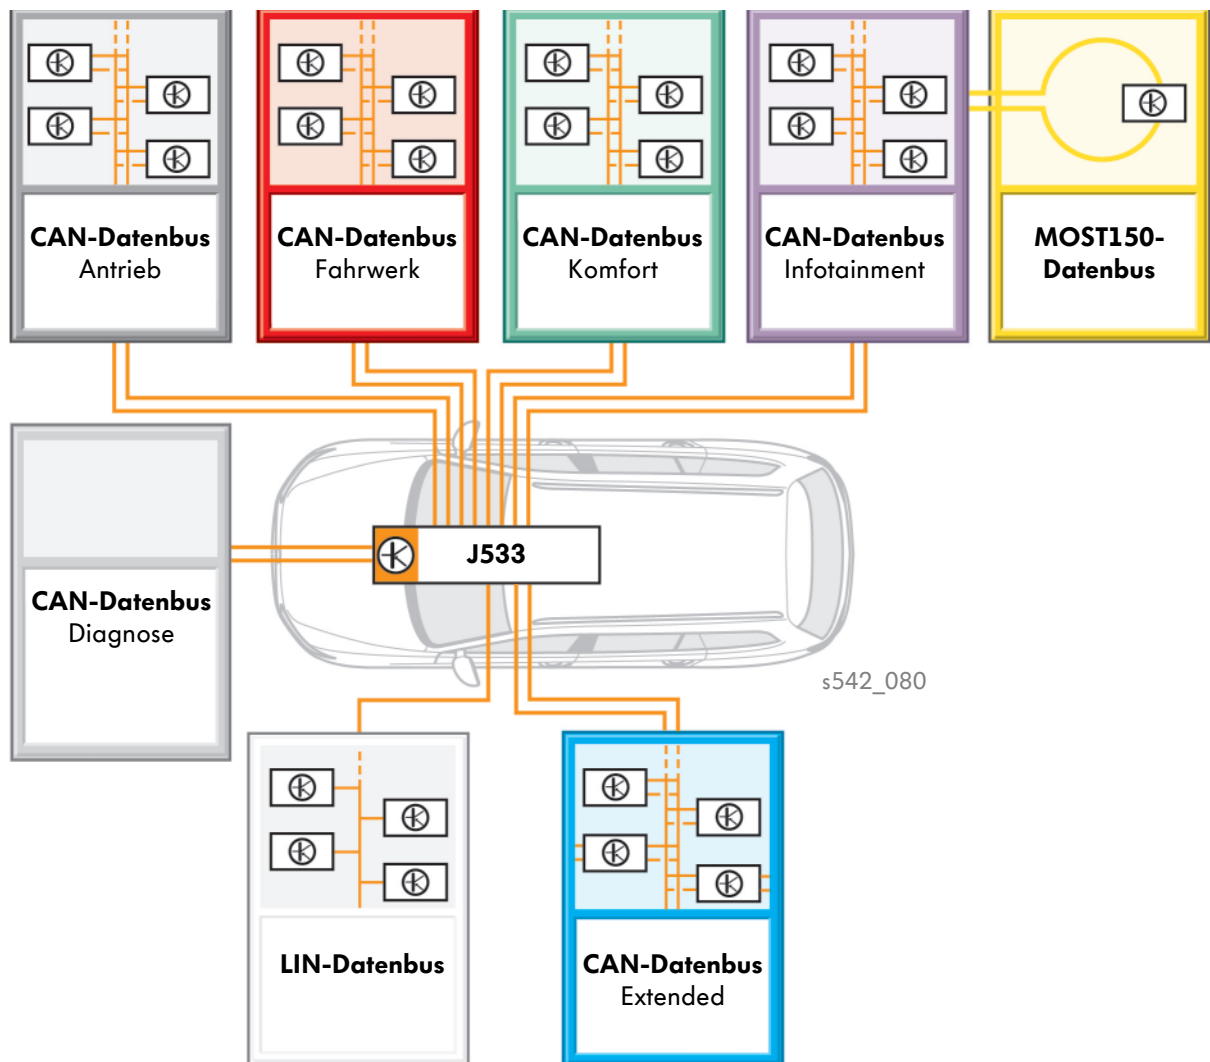 CAN-Datenbus
Antrieb
CAN-Datenbus
Fahrwerk
CAN-Datenbus
Komfort
CAN-Datenbus
Infotainment
MOST150-
Datenbus
J533
CAN-Datenbus
Diagnose
s542_080
LIN-Datenbus
CAN-Datenbus
Extended